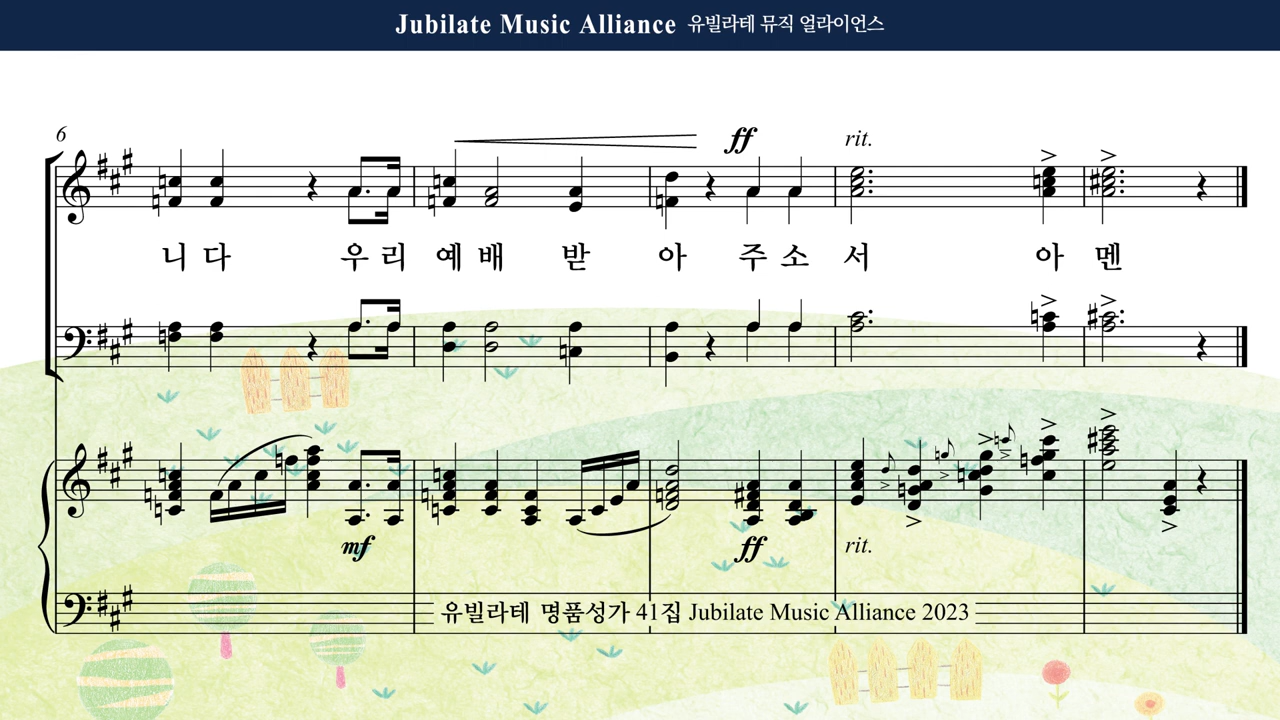 Jubilate Music Alliance 유빌라테 뮤직 얼라이언스
6
ff rit.
니다 우리 예배 받 아 주소 서 아 멘
mf ff rit.
유빌라테 명품성가 41집 Jubilate Music Alliance 2023